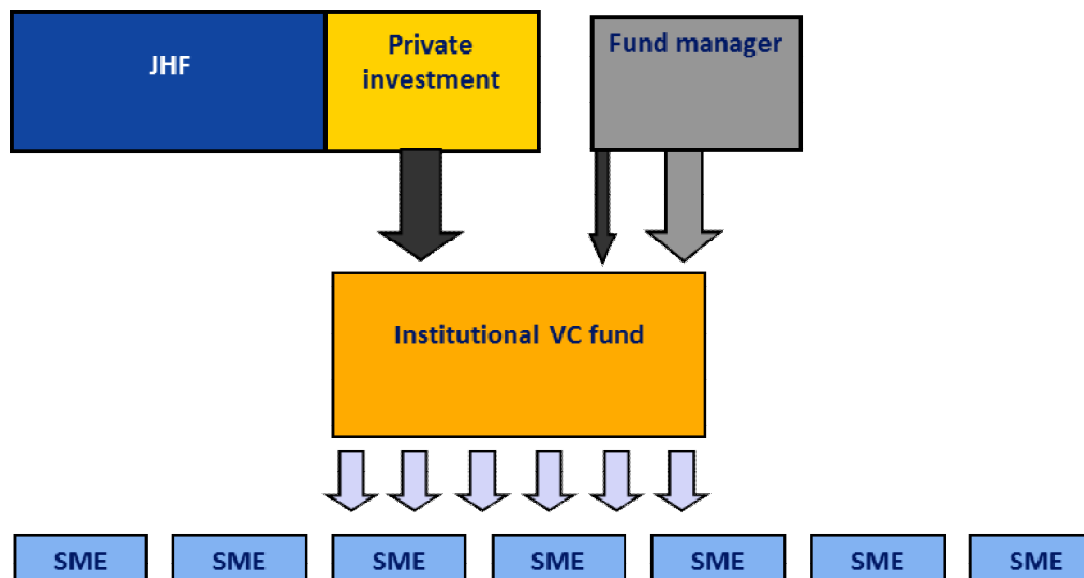 JHF
Private
investment
Fund manager
Institutional VC fund
SME SME SME SME SME SME SME